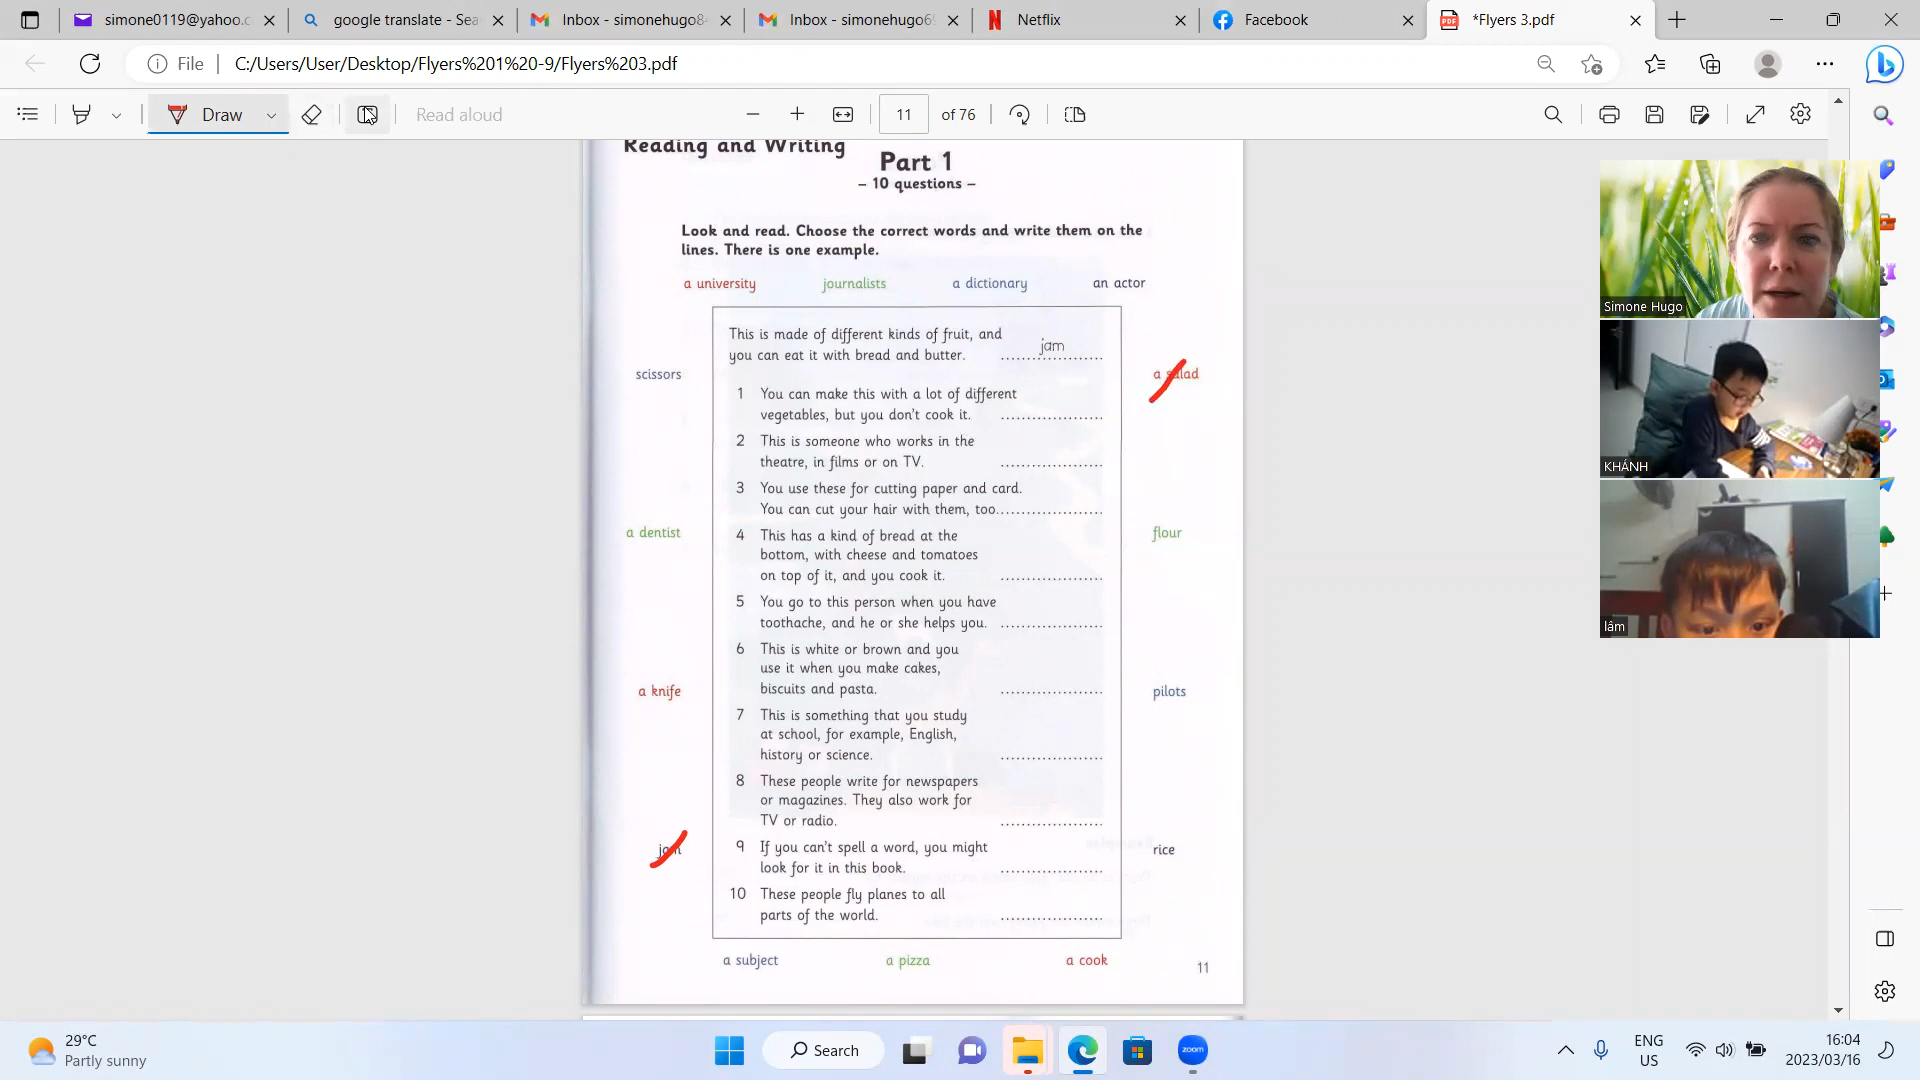 simone0119@yahoo.c
google translate - Sea
Inbox - simonehugo8
Inbox - simonehugo6
Netflix
Facebook
*Flyers 3.pdf
File
C:/Users/User/Desktop/Flyers%201%20-9/Flyers%203.pdf
Draw
Read aloud
11
of 76
Reading and Writing
Part 1
– 10 questions –
Look and read. Choose the correct words and write them on the
lines. There is one example.
a university
journalists
a dictionary
an actor
This is made of different kinds of fruit, and
you can eat it with bread and butter.
jam
scissors
a salad
1 You can make this with a lot of different
vegetables, but you don't cook it.
2 This is someone who works in the
theatre, in films or on TV.
3 You use these for cutting paper and card.
You can cut your hair with them, too.
a dentist
flour
4 This has a kind of bread at the
bottom, with cheese and tomatoes
on top of it, and you cook it.
5 You go to this person when you have
toothache, and he or she helps you.
6 This is white or brown and you
use it when you make cakes,
biscuits and pasta.
a knife
pilots
7 This is something that you study
at school, for example, English,
history or science.
8 These people write for newspapers
or magazines. They also work for
TV or radio.
jam
rice
9 If you can't spell a word, you might
look for it in this book.
10 These people fly planes to all
parts of the world.
a subject
a pizza
a cook
11
Simone Hugo
KHÁNH
lâm
29°C
Partly sunny
Search
zoom
ENG
US
16:04
2023/03/16